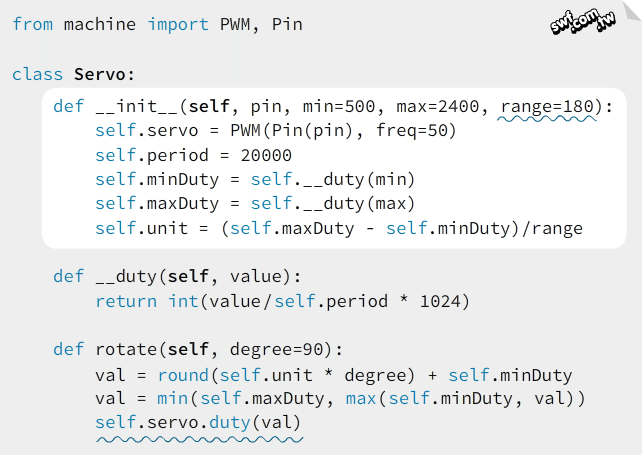 from machine import PWM, Pin
swf.com.tw
class Servo:
    def __init__(self, pin, min=500, max=2400, range=180):
        self.servo = PWM(Pin(pin), freq=50)
        self.period = 20000
        self.minDuty = self.__duty(min)
        self.maxDuty = self.__duty(max)
        self.unit = (self.maxDuty - self.minDuty)/range
    def __duty(self, value):
        return int(value/self.period * 1024)
    def rotate(self, degree=90):
        val = round(self.unit * degree) + self.minDuty
        val = min(self.maxDuty, max(self.minDuty, val))
        self.servo.duty(val)